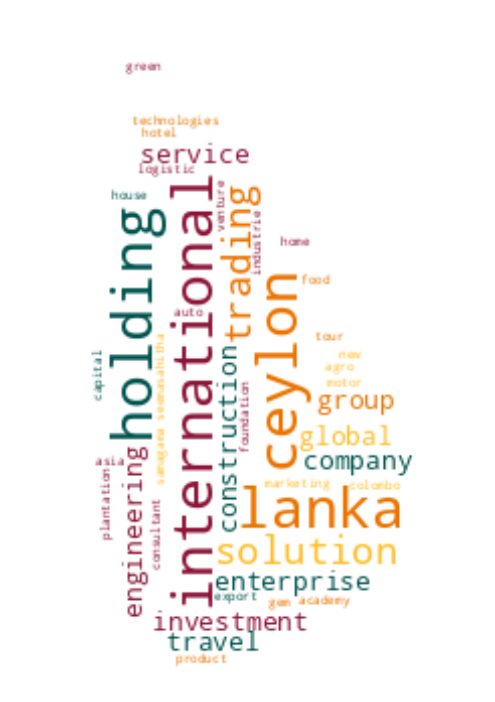 green
technologies
hotel
service
logistic
house
holding
international
venture
trading
industrie
home
ceylon
food
auto
tour
new
agro
motor
capital
samagana seemasahitha
construction
foundation
group
global
company
asia
plantation
engineering
consultant
marketing
colombo
lanka
solution
enterprise
export
gem
academy
investment
travel
product